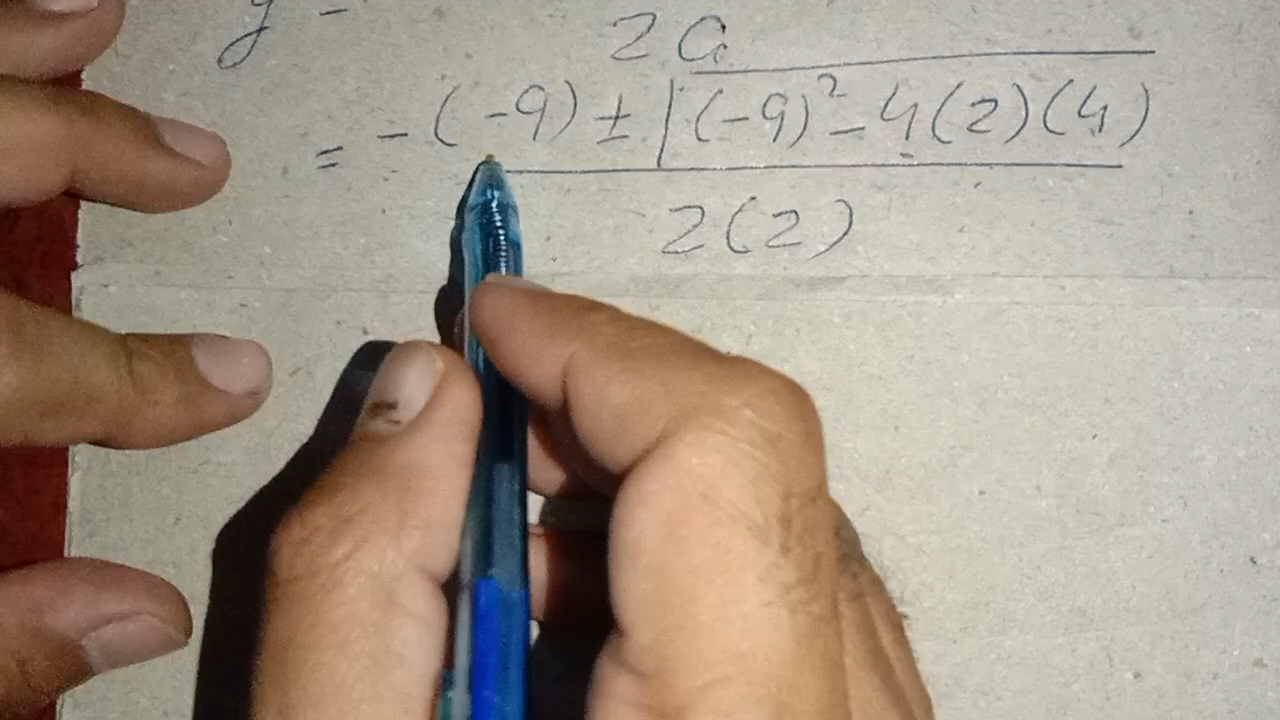 y =
2a
= -(-9) ± √(-9)² - 4(2)(4)
2(2)